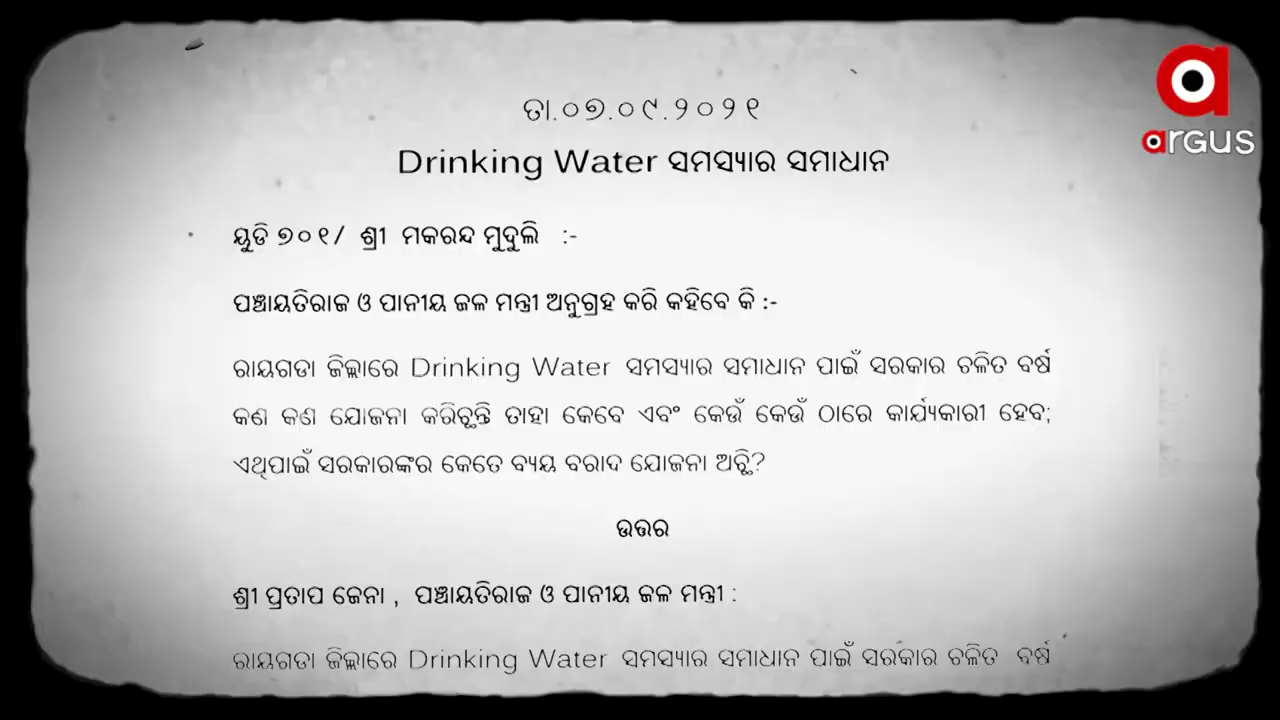 argus
ତା.୦୭.୦୯.୨୦୨୧
Drinking Water ସମସ୍ୟାର ସମାଧାନ
ୟୁଡି ୭୦୧/ ଶ୍ରୀ ମକରନ୍ଦ ମୁଦୁଲି :-
ପଞ୍ଚାୟତିରାଜ ଓ ପାନୀୟ ଜଳ ମନ୍ତ୍ରୀ ଅନୁଗ୍ରହ କରି କହିବେ କି :-
ରାୟଗଡା ଜିଲ୍ଲାରେ Drinking Water ସମସ୍ୟାର ସମାଧାନ ପାଇଁ ସରକାର ଚଳିତ ବର୍ଷ
କଣ କଣ ଯୋଜନା କରିଚ୍ଛନ୍ତି ତାହା କେବେ ଏବଂ କେଉଁ କେଉଁ ଠାରେ କାର୍ଯ୍ୟକାରୀ ହେବ;
ଏଥିପାଇଁ ସରକାରଙ୍କର କେତେ ବ୍ୟୟ ବରାଦ ଯୋଜନା ଅଚ୍ଛି?
ଉତ୍ତର
ଶ୍ରୀ ପ୍ରତାପ ଜେନା , ପଞ୍ଚାୟତିରାଜ ଓ ପାନୀୟ ଜଳ ମନ୍ତ୍ରୀ :
ରାୟଗଡା ଜିଲ୍ଲାରେ Drinking Water ସମସ୍ୟାର ସମାଧାନ ପାଇଁ ସରକାର ଚଳିତ ବର୍ଷ